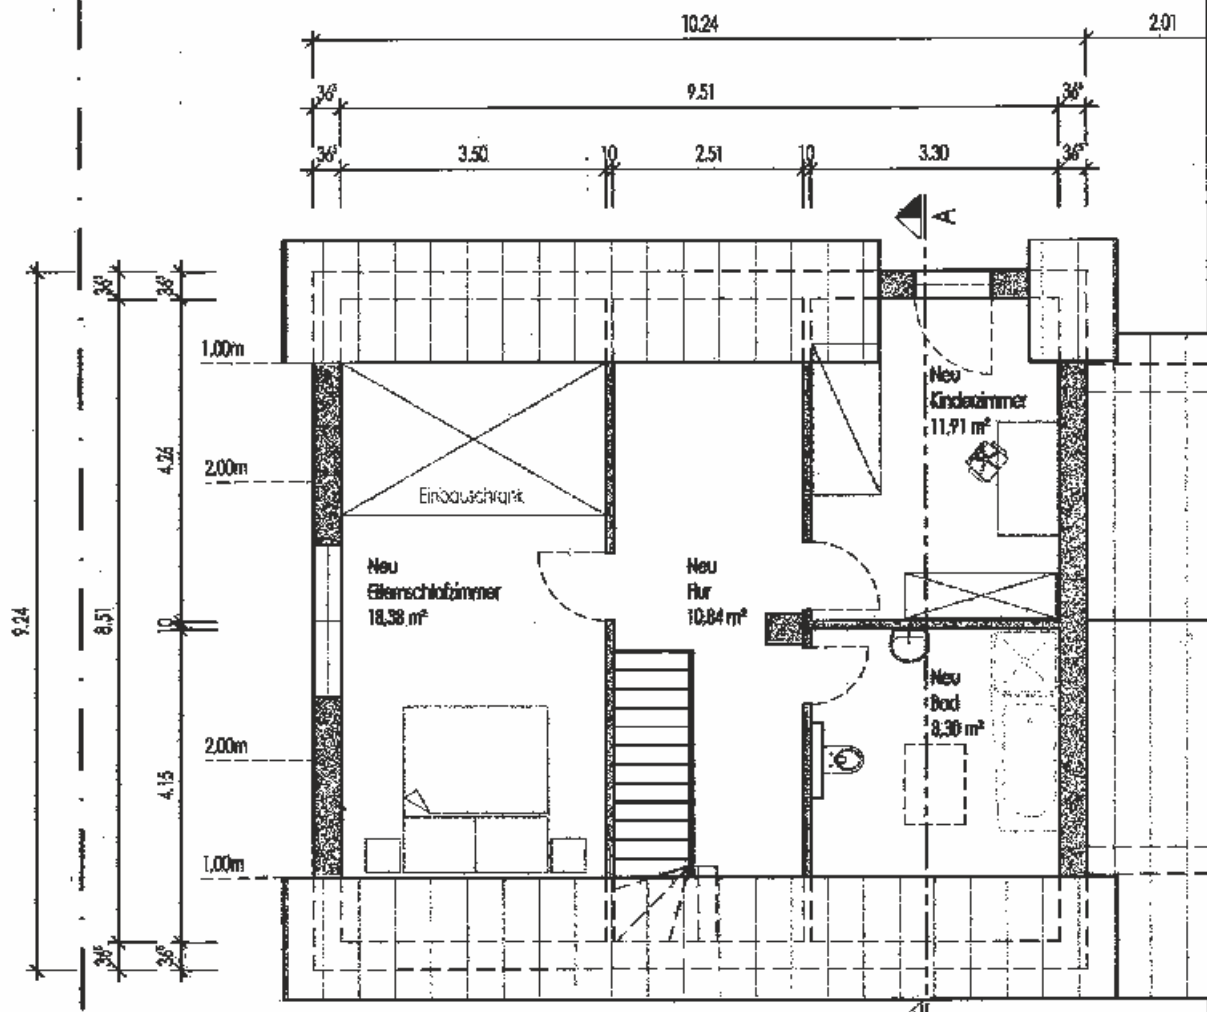 10.24
2.01
36⁵
9.51
36⁵
36⁵
3.50
10
2.51
10
3.30
36⁵
A
36⁵
36⁵
1,00m
Neu
Kinderzimmer
11,91 m²
4.26
2.00m
Einbauschrank
Neu
Elternschlafzimmer
18,38 m²
Neu
Flur
10.84 m²
9.24
8.51
10
Neu
Bad
8,30 m²
2.00m
4.15
1,00m
36⁵
36⁵